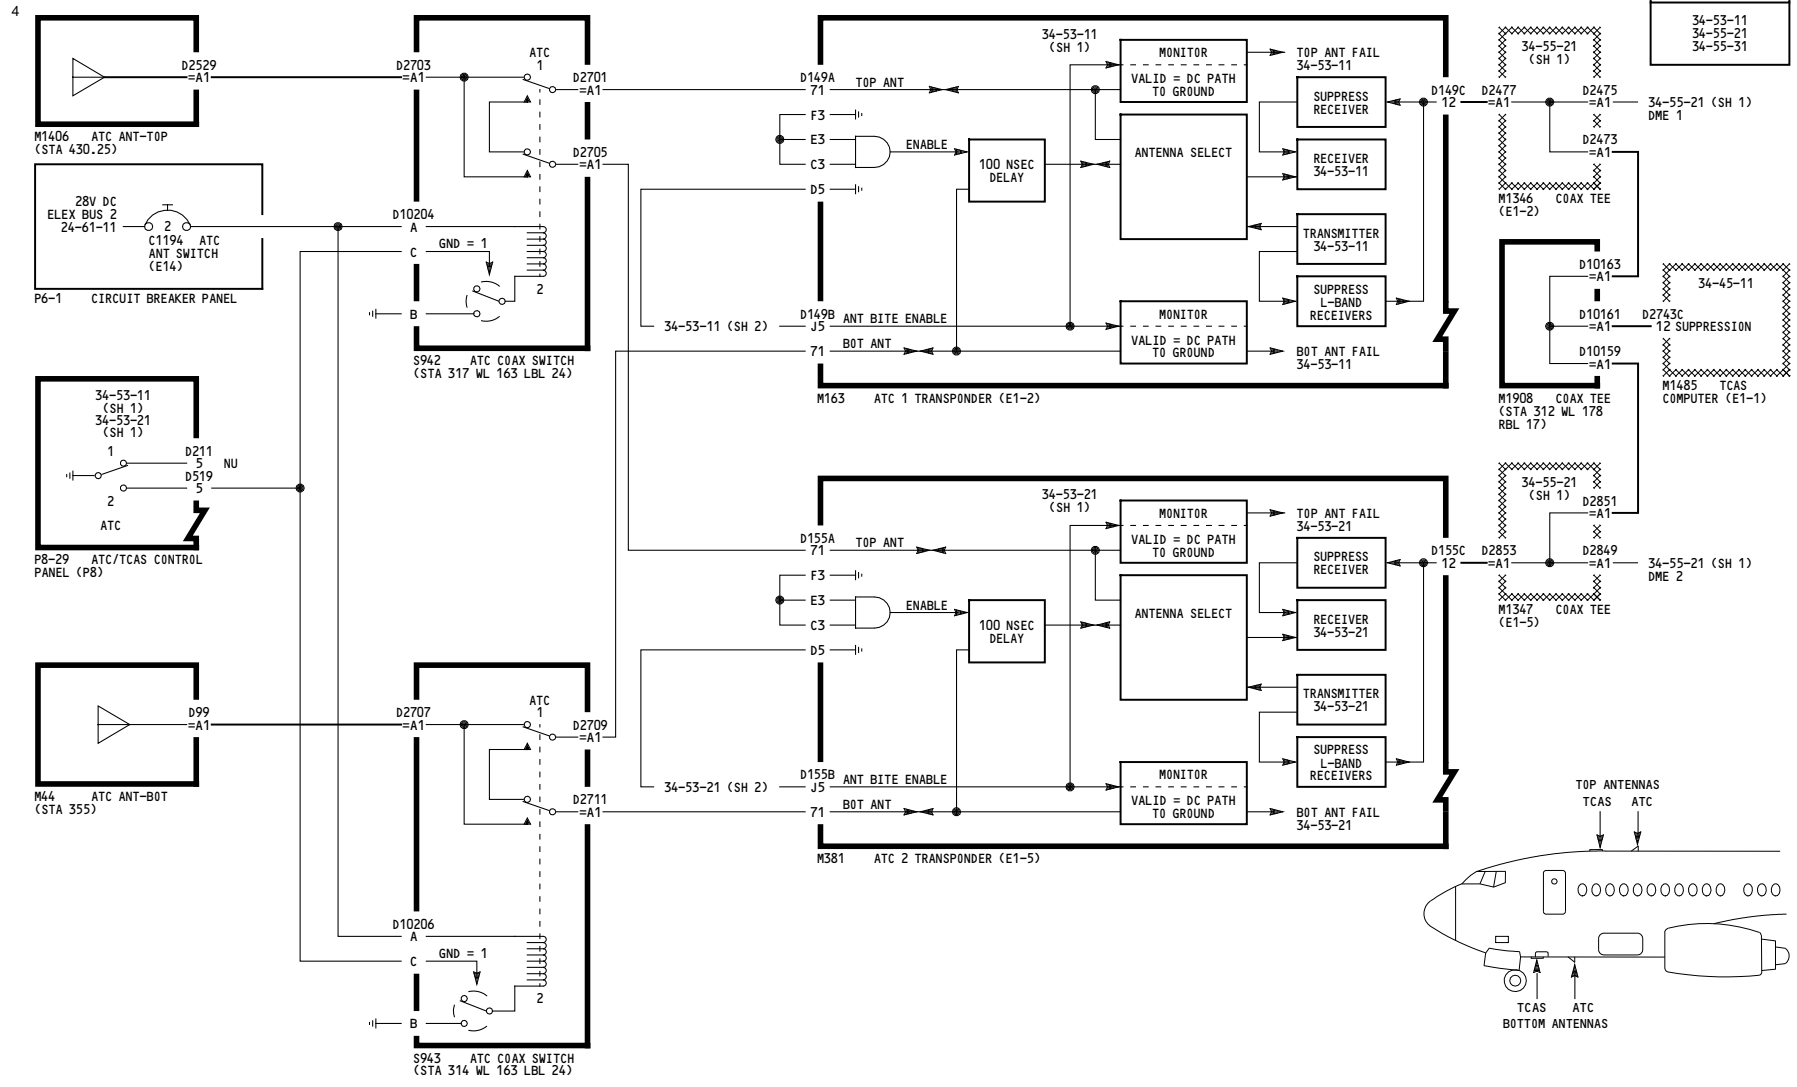 4
34-53-11
34-55-21
34-55-31
D2529
=A1
M1406 ATC ANT-TOP
(STA 430.25)
28V DC
ELEX BUS 2
24-61-11
2
C1194 ATC
ANT SWITCH
(E14)
P6-1 CIRCUIT BREAKER PANEL
34-53-11
(SH 1)
34-53-21
(SH 1)
1
2
ATC
D211
5 NU
D519
5
P8-29 ATC/TCAS CONTROL
PANEL (P8)
D99
=A1
M44 ATC ANT-BOT
(STA 355)
D2703
=A1
ATC
1
D2701
=A1
D2705
=A1
D10204
A
C GND = 1
2
B
S942 ATC COAX SWITCH
(STA 317 WL 163 LBL 24)
D2707
=A1
ATC
1
D2709
=A1
D2711
=A1
D10206
A
C GND = 1
2
B
S943 ATC COAX SWITCH
(STA 314 WL 163 LBL 24)
34-53-11
(SH 1)
D149A
71 TOP ANT
F3
E3
C3
D5
ENABLE
100 NSEC
DELAY
MONITOR
VALID = DC PATH
TO GROUND
TOP ANT FAIL
34-53-11
ANTENNA SELECT
SUPPRESS
RECEIVER
RECEIVER
34-53-11
TRANSMITTER
34-53-11
SUPPRESS
L-BAND
RECEIVERS
34-53-11 (SH 2)
D149B
J5 ANT BITE ENABLE
71 BOT ANT
MONITOR
VALID = DC PATH
TO GROUND
BOT ANT FAIL
34-53-11
M163 ATC 1 TRANSPONDER (E1-2)
34-53-21
(SH 1)
D155A
71 TOP ANT
F3
E3
C3
D5
ENABLE
100 NSEC
DELAY
MONITOR
VALID = DC PATH
TO GROUND
TOP ANT FAIL
34-53-21
ANTENNA SELECT
SUPPRESS
RECEIVER
RECEIVER
34-53-21
TRANSMITTER
34-53-21
SUPPRESS
L-BAND
RECEIVERS
34-53-21 (SH 2)
D155B
J5 ANT BITE ENABLE
71 BOT ANT
MONITOR
VALID = DC PATH
TO GROUND
BOT ANT FAIL
34-53-21
M381 ATC 2 TRANSPONDER (E1-5)
D149C
12
D2477
=A1
34-55-21
(SH 1)
D2475
=A1
34-55-21 (SH 1)
DME 1
D2473
=A1
M1346 COAX TEE
(E1-2)
D10163
=A1
D10161
=A1
D10159
=A1
M1908 COAX TEE
(STA 312 WL 178
RBL 17)
34-45-11
D2743C
12 SUPPRESSION
M1485 TCAS
COMPUTER (E1-1)
D155C
12
D2853
=A1
34-55-21
(SH 1)
D2851
=A1
D2849
=A1
34-55-21 (SH 1)
DME 2
M1347 COAX TEE
(E1-5)
TOP ANTENNAS
TCAS ATC
TCAS ATC
BOTTOM ANTENNAS